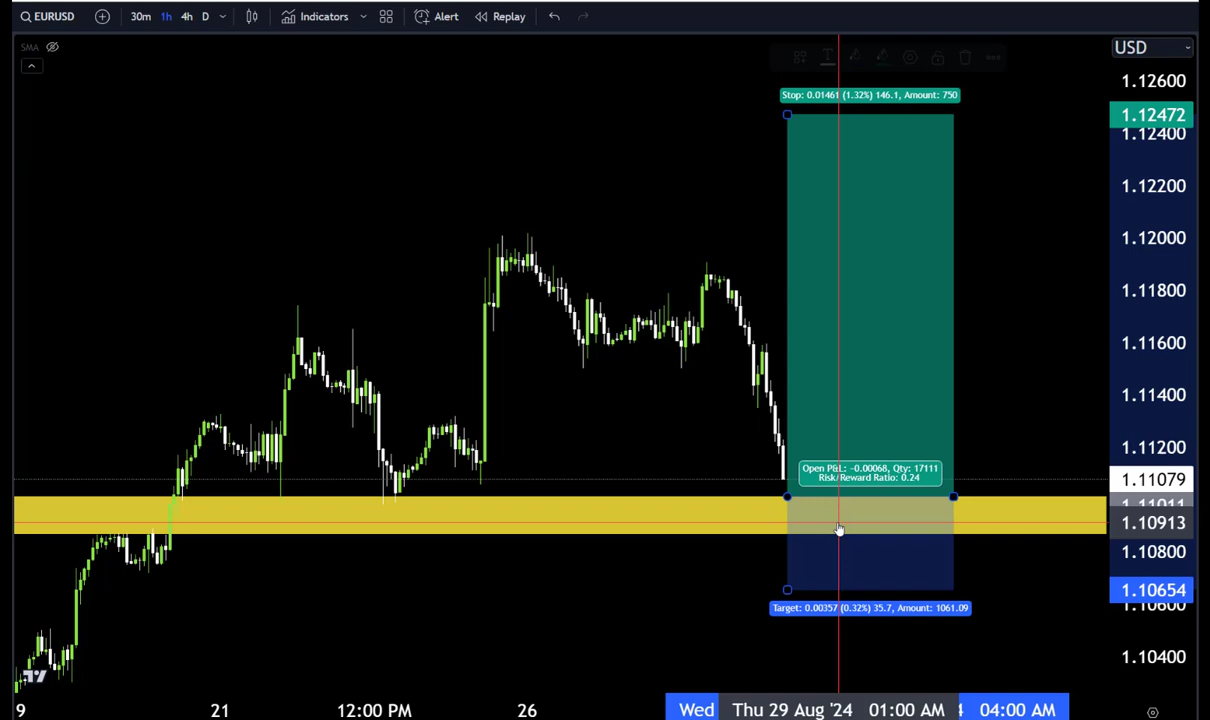 EURUSD 30m 1h 4h D Indicators Alert Replay
SMA
USD
Stop: 0.01461 (1.32%) 146.1, Amount: 750
1.12600
1.12472
1.12400
1.12200
1.12000
1.11800
1.11600
1.11400
1.11200
Open P&L: -0.00068, Qty: 17111
Risk/Reward Ratio: 0.24
1.11079
1.11011
1.10913
1.10800
1.10654
1.10600
Target: 0.00357 (0.32%) 35.7, Amount: 1061.09
1.10400
9 21 12:00 PM 26 Wed Thu 29 Aug '24 01:00 AM 04:00 AM